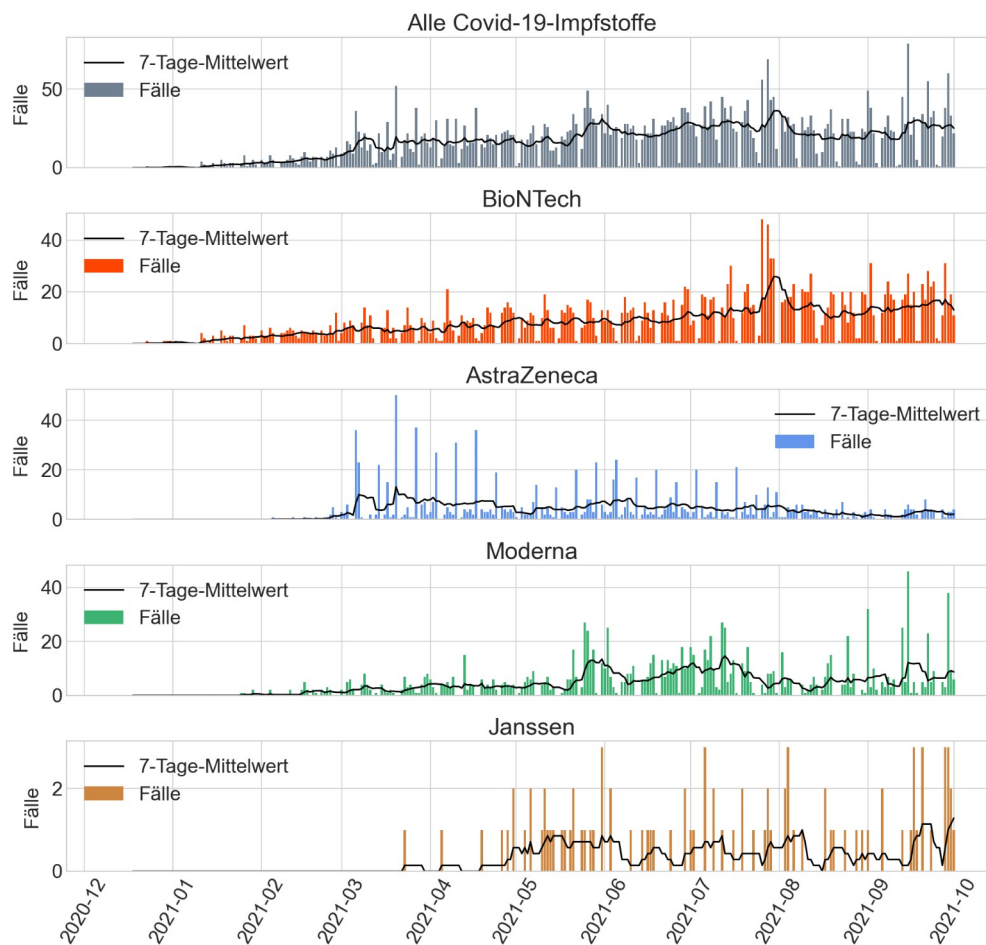 Alle Covid-19-Impfstoffe
Fälle
50
0
7-Tage-Mittelwert
Fälle
BioNTech
Fälle
40
20
0
7-Tage-Mittelwert
Fälle
AstraZeneca
Fälle
40
20
0
7-Tage-Mittelwert
Fälle
Moderna
Fälle
40
20
0
7-Tage-Mittelwert
Fälle
Janssen
Fälle
2
0
7-Tage-Mittelwert
Fälle
2020-12
2021-01
2021-02
2021-03
2021-04
2021-05
2021-06
2021-07
2021-08
2021-09
2021-10